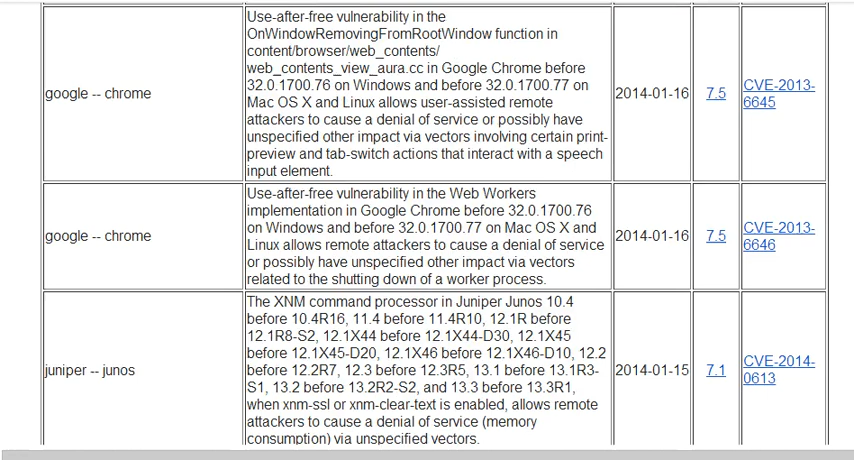 Use-after-free vulnerability in the
OnWindowRemovingFromRootWindow function in
content/browser/web_contents/
web_contents_view_aura.cc in Google Chrome before
google -- chrome
32.0.1700.76 on Windows and before 32.0.1700.77 on
Mac OS X and Linux allows user-assisted remote
attackers to cause a denial of service or possibly have
unspecified other impact via vectors involving certain print-
preview and tab-switch actions that interact with a speech
input element.
2014-01-16
7.5
CVE-2013-
6645
google -- chrome
Use-after-free vulnerability in the Web Workers
implementation in Google Chrome before 32.0.1700.76
on Windows and before 32.0.1700.77 on Mac OS X and
Linux allows remote attackers to cause a denial of service
or possibly have unspecified other impact via vectors
related to the shutting down of a worker process.
2014-01-16
7.5
CVE-2013-
6646
juniper -- junos
The XNM command processor in Juniper Junos 10.4
before 10.4R16, 11.4 before 11.4R10, 12.1R before
12.1R8-S2, 12.1X44 before 12.1X44-D30, 12.1X45
before 12.1X45-D20, 12.1X46 before 12.1X46-D10, 12.2
before 12.2R7, 12.3 before 12.3R5, 13.1 before 13.1R3-
S1, 13.2 before 13.2R2-S2, and 13.3 before 13.3R1,
when xnm-ssl or xnm-clear-text is enabled, allows remote
attackers to cause a denial of service (memory
consumption) via unspecified vectors.
2014-01-15
7.1
CVE-2014-
0613